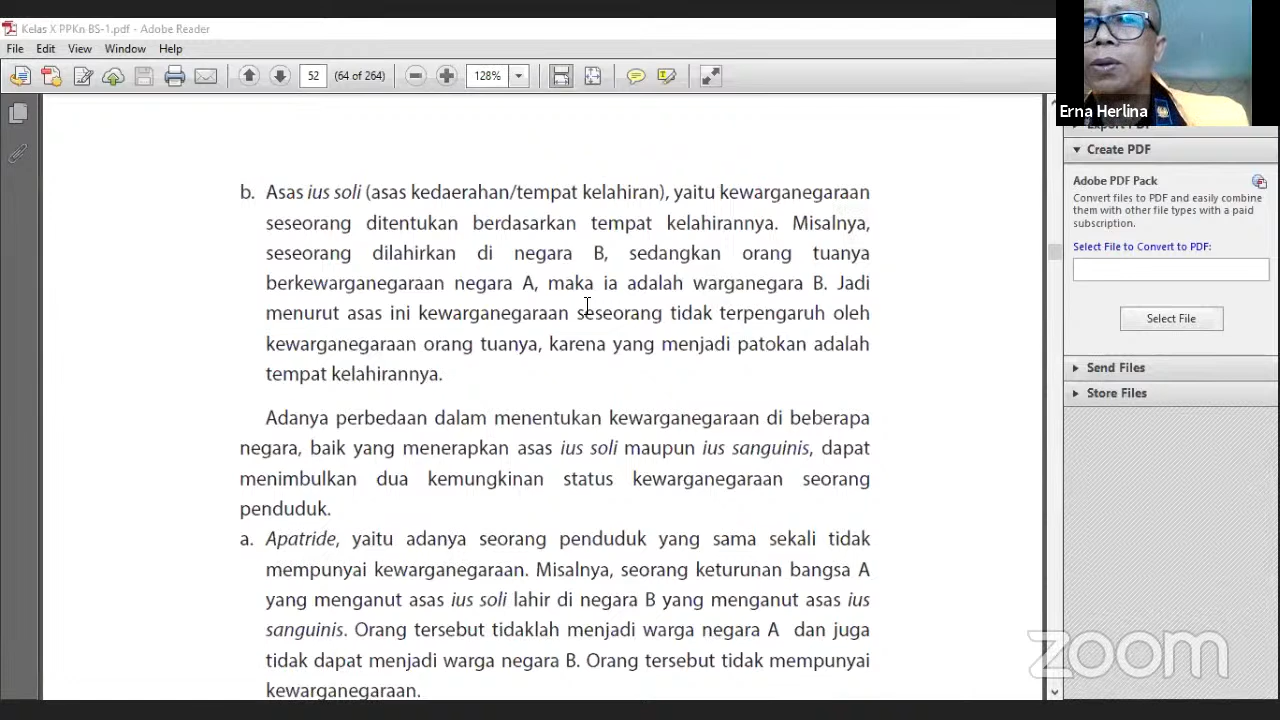 Kelas X PPKn BS-1.pdf - Adobe Reader
File Edit View Window Help
52 (64 of 264) 128%
Erna Herlina
Create PDF
Adobe PDF Pack
Convert files to PDF and easily combine
them with other file types with a paid
subscription.
Select File to Convert to PDF:
Select File
Send Files
Store Files
b. Asas ius soli (asas kedaerahan/tempat kelahiran), yaitu kewarganegaraan
seseorang ditentukan berdasarkan tempat kelahirannya. Misalnya,
seseorang dilahirkan di negara B, sedangkan orang tuanya
berkewarganegaraan negara A, maka ia adalah warganegara B. Jadi
menurut asas ini kewarganegaraan seseorang tidak terpengaruh oleh
kewarganegaraan orang tuanya, karena yang menjadi patokan adalah
tempat kelahirannya.
Adanya perbedaan dalam menentukan kewarganegaraan di beberapa
negara, baik yang menerapkan asas ius soli maupun ius sanguinis, dapat
menimbulkan dua kemungkinan status kewarganegaraan seorang
penduduk.
a. Apatride, yaitu adanya seorang penduduk yang sama sekali tidak
mempunyai kewarganegaraan. Misalnya, seorang keturunan bangsa A
yang menganut asas ius soli lahir di negara B yang menganut asas ius
sanguinis. Orang tersebut tidaklah menjadi warga negara A dan juga
tidak dapat menjadi warga negara B. Orang tersebut tidak mempunyai
kewarganegaraan.
zoom